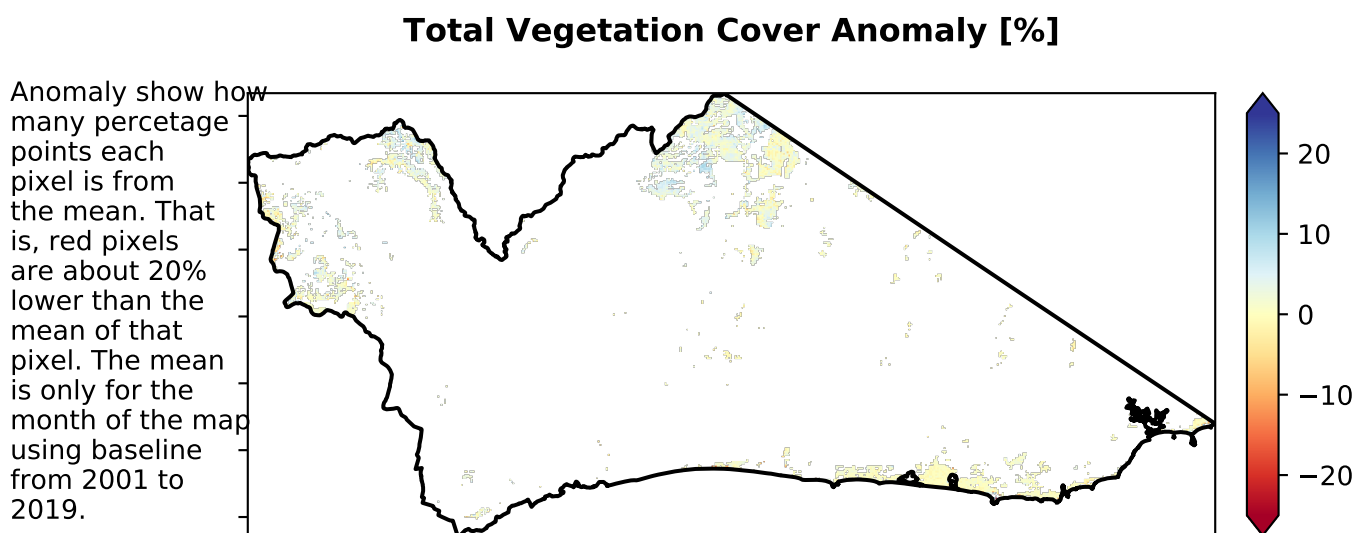 Total Vegetation Cover Anomaly [%]
Anomaly show how
many percetage
points each
pixel is from
the mean. That
is, red pixels
are about 20%
lower than the
mean of that
pixel. The mean
is only for the
month of the map
using baseline
from 2001 to
2019.
20
10
0
−10
−20